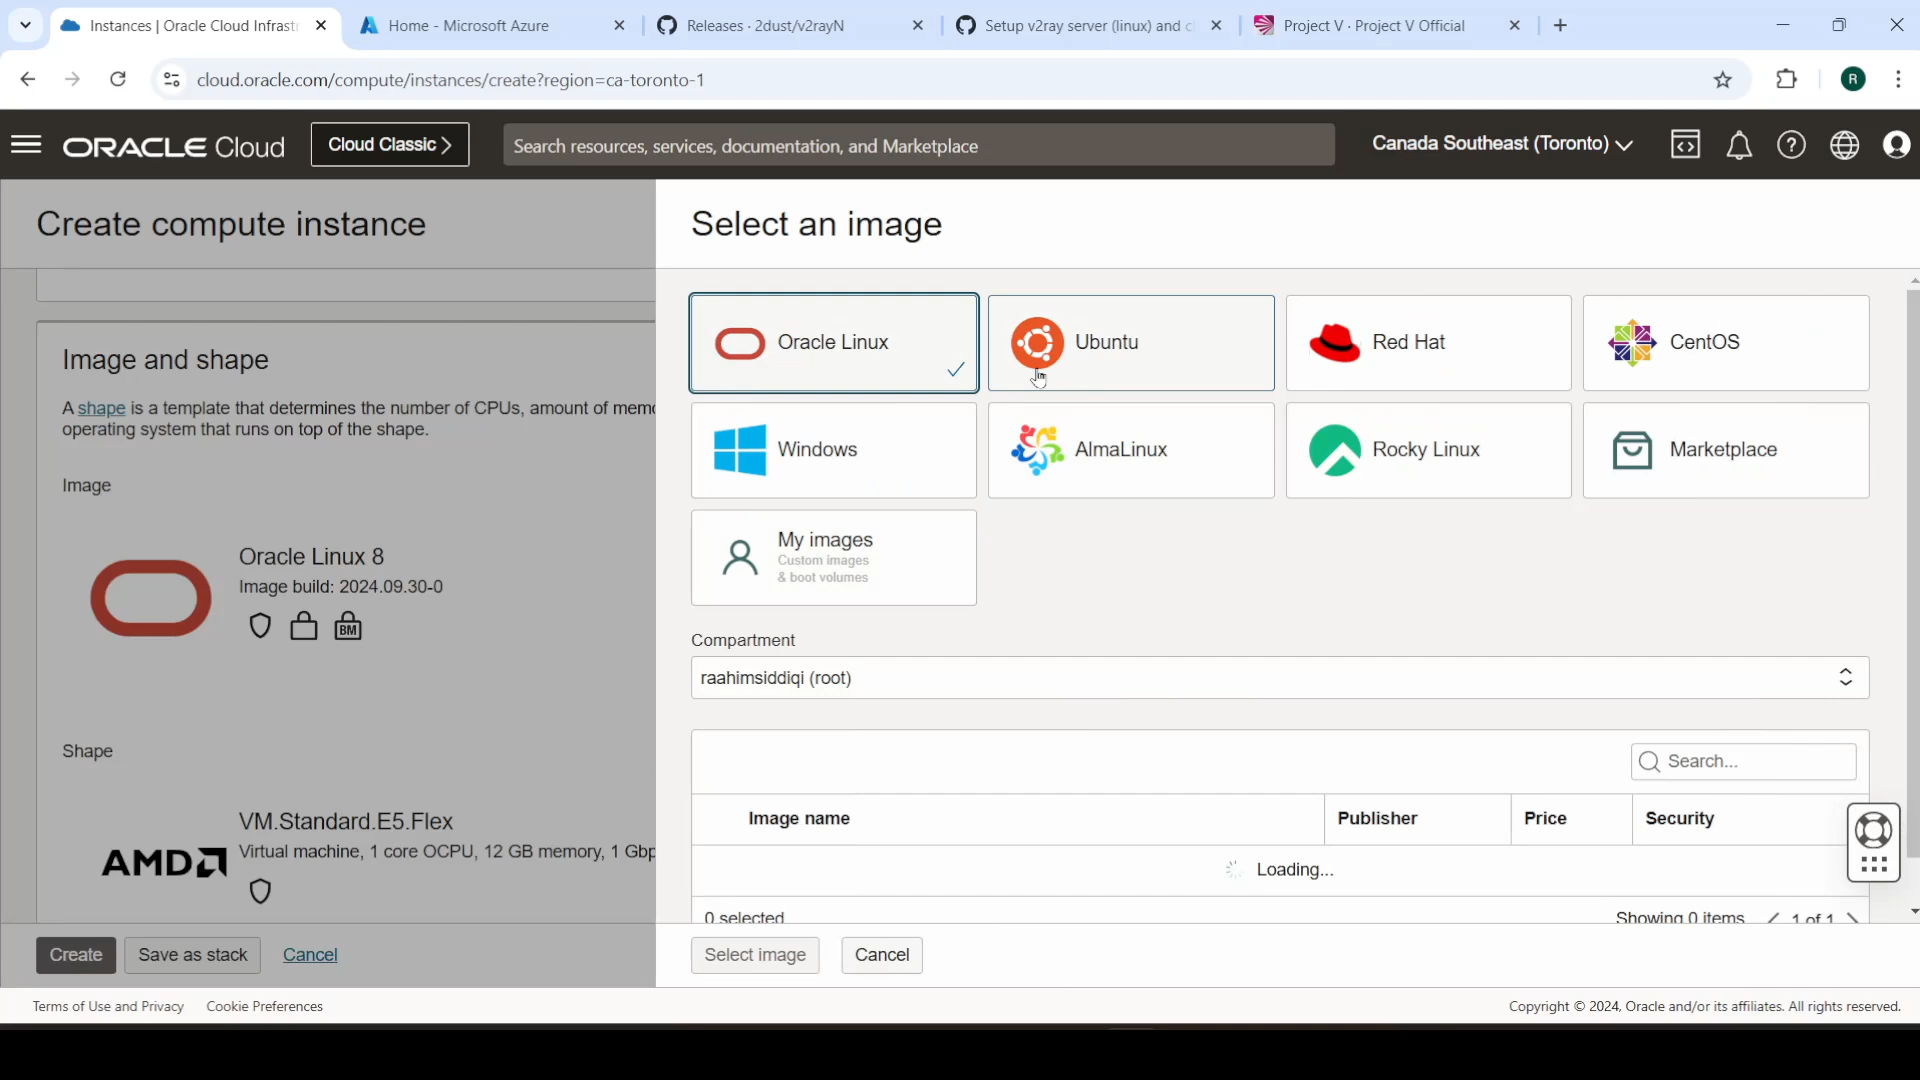 Instances | Oracle Cloud Infrastr
Home - Microsoft Azure
Releases · 2dust/v2rayN
Setup v2ray server (linux) and c
Project V · Project V Official
cloud.oracle.com/compute/instances/create?region=ca-toronto-1
R
ORACLE Cloud
Cloud Classic >
Search resources, services, documentation, and Marketplace
Canada Southeast (Toronto)
Create compute instance
Image and shape
A shape is a template that determines the number of CPUs, amount of mem
operating system that runs on top of the shape.
Image
Oracle Linux 8
Image build: 2024.09.30-0
BM
Shape
VM.Standard.E5.Flex
AMD
Virtual machine, 1 core OCPU, 12 GB memory, 1 Gbp
Create
Save as stack
Cancel
Select an image
Oracle Linux
Ubuntu
Red Hat
CentOS
Windows
AlmaLinux
Rocky Linux
Marketplace
My images
Custom images
& boot volumes
Compartment
raahimsiddiqi (root)
Search...
Image name
Publisher
Price
Security
Loading...
0 selected
Showing 0 items
1 of 1
Select image
Cancel
Terms of Use and Privacy
Cookie Preferences
Copyright © 2024, Oracle and/or its affiliates. All rights reserved.